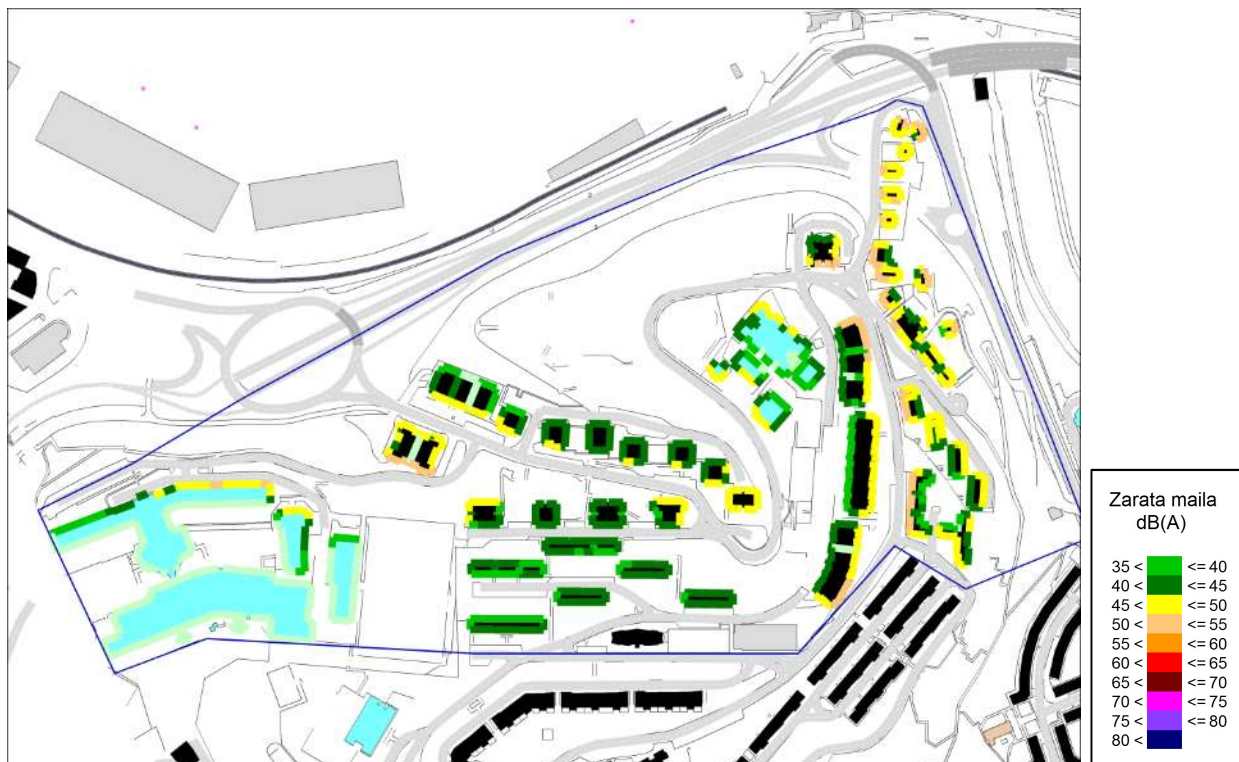 Zarata maila
dB(A)
35 < <= 40
40 < <= 45
45 < <= 50
50 < <= 55
55 < <= 60
60 < <= 65
65 < <= 70
70 < <= 75
75 < <= 80
80 <